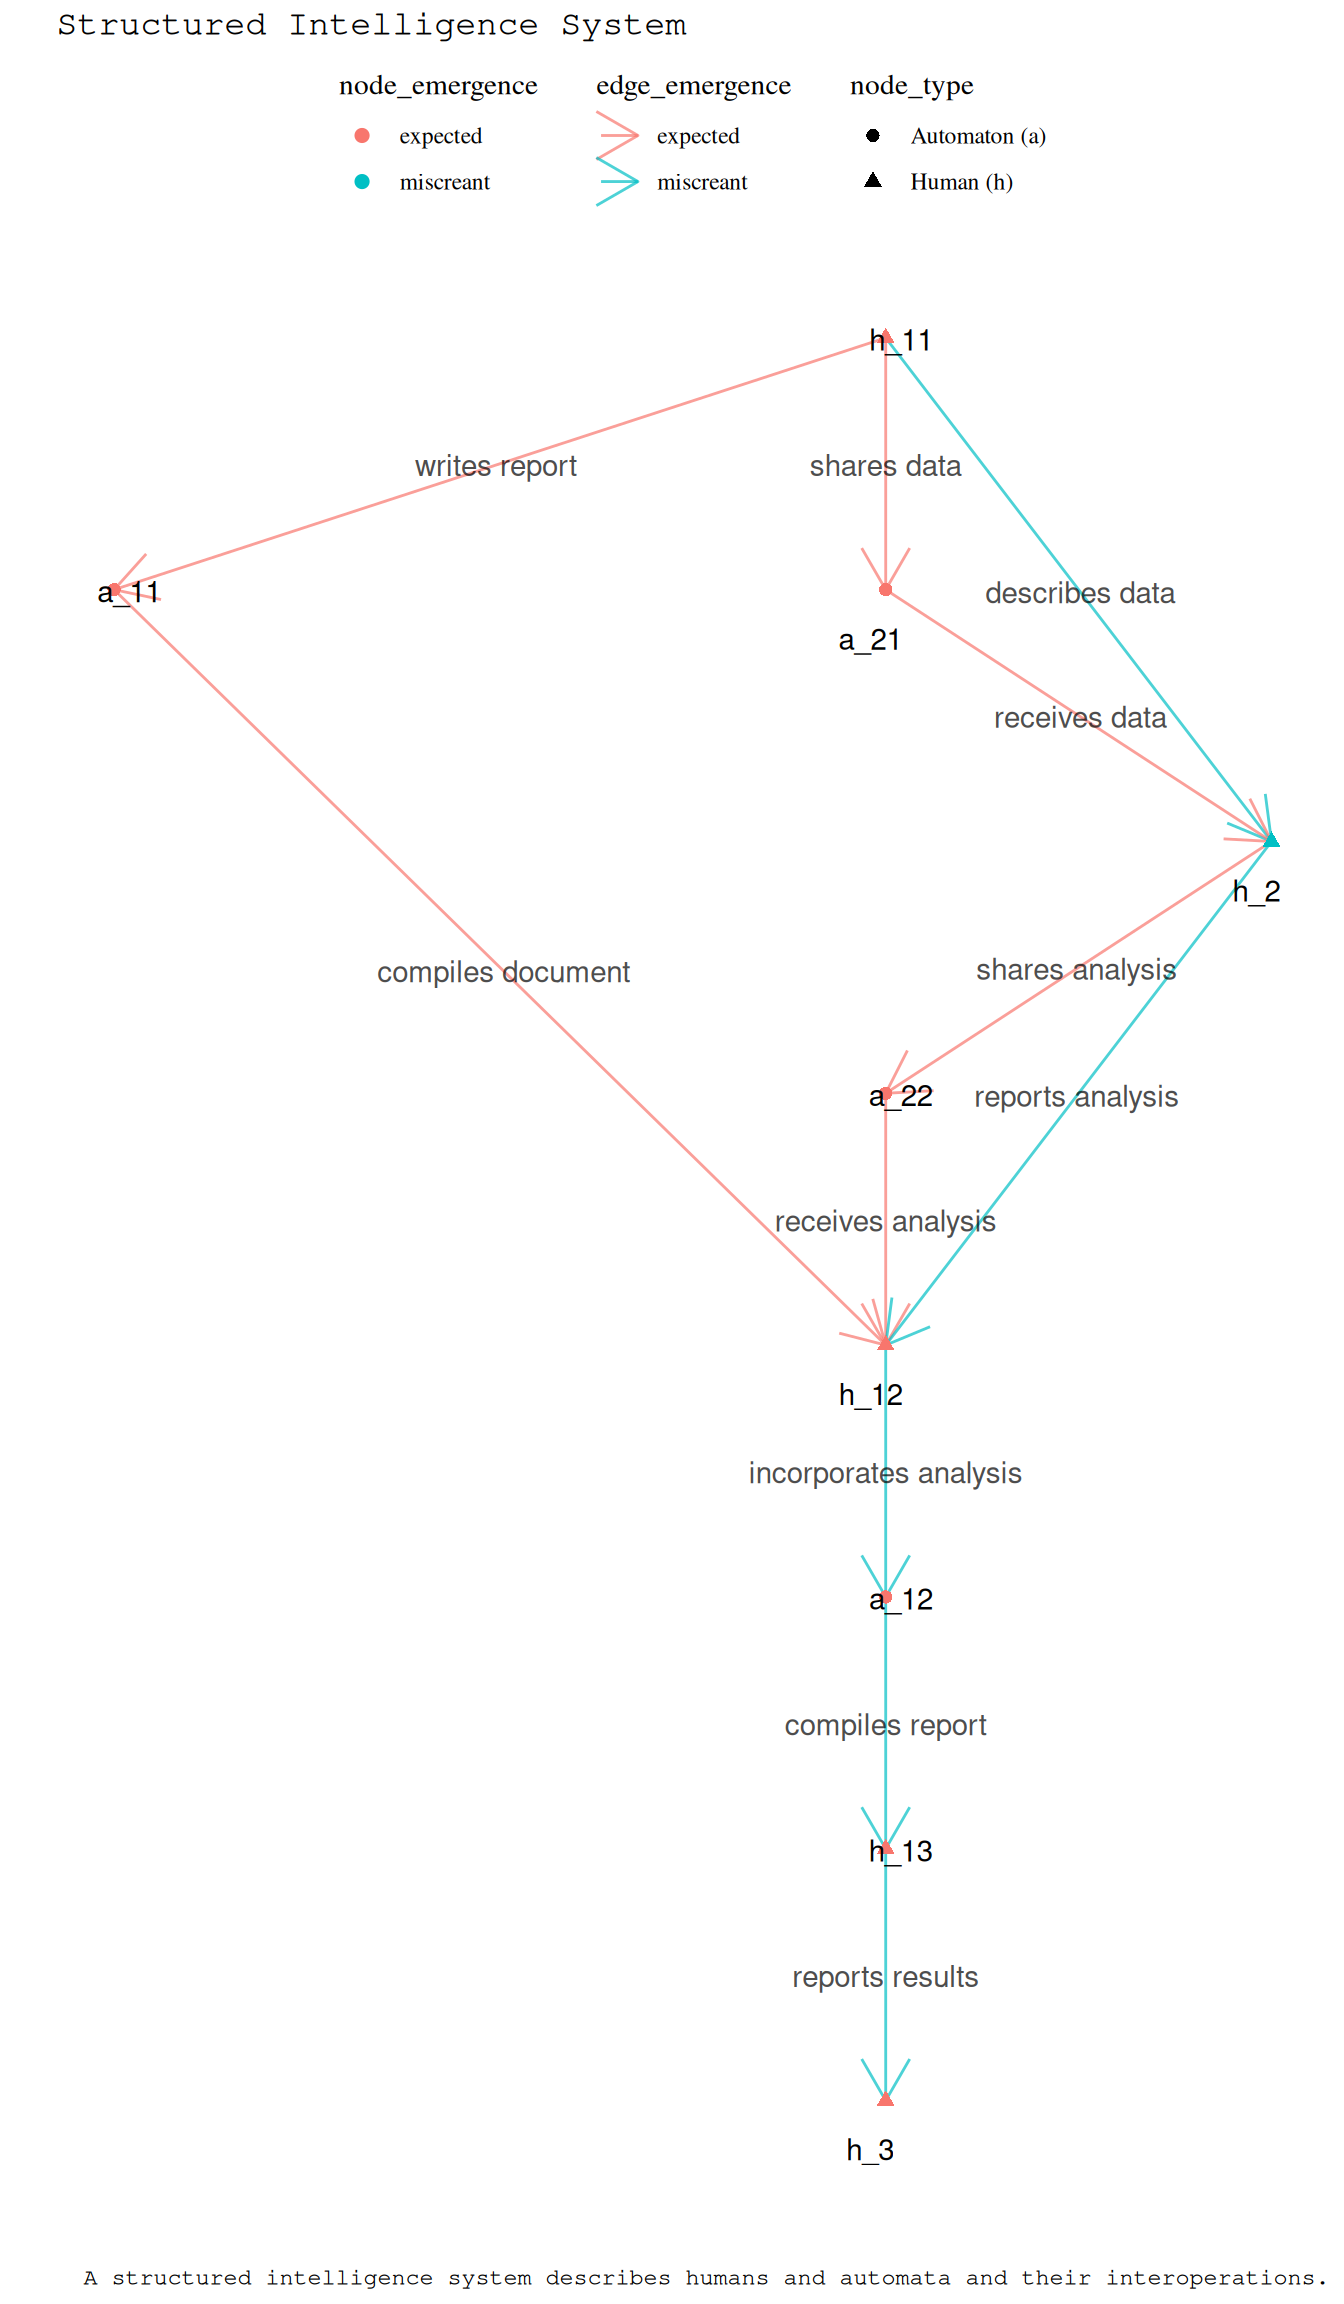 Structured Intelligence System
node_emergence
expected
miscreant
edge_emergence
expected
miscreant
node_type
Automaton (a)
Human (h)
h_11
writes report
shares data
a_11
describes data
a_21
receives data
h_2
shares analysis
compiles document
a_22
reports analysis
receives analysis
h_12
incorporates analysis
a_12
compiles report
h_13
reports results
h_3
A structured intelligence system describes humans and automata and their interoperations.